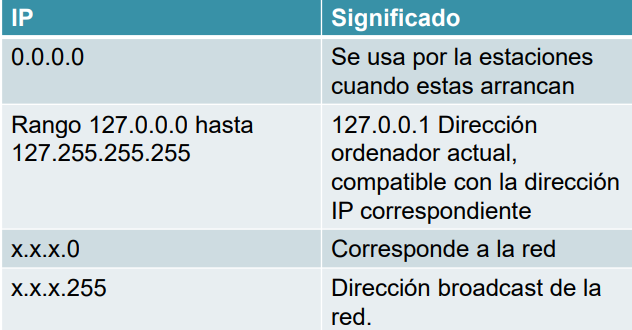 IP
Significado
0.0.0.0
Se usa por la estaciones
cuando estas arrancan
Rango 127.0.0.0 hasta
127.255.255.255
127.0.0.1 Dirección
ordenador actual,
compatible con la dirección
IP correspondiente
x.x.x.0
Corresponde a la red
x.x.x.255
Dirección broadcast de la
red.